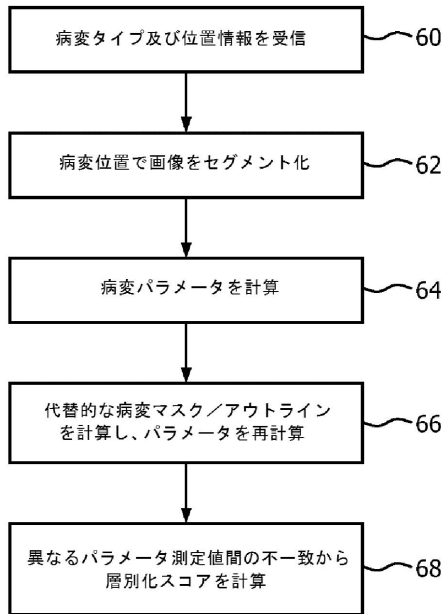 病変タイプ及び位置情報を受信
60
病変位置で画像をセグメント化
62
病変パラメータを計算
64
代替的な病変マスク／アウトライン
を計算し、パラメータを再計算
66
異なるパラメータ測定値間の不一致から
層別化スコアを計算
68